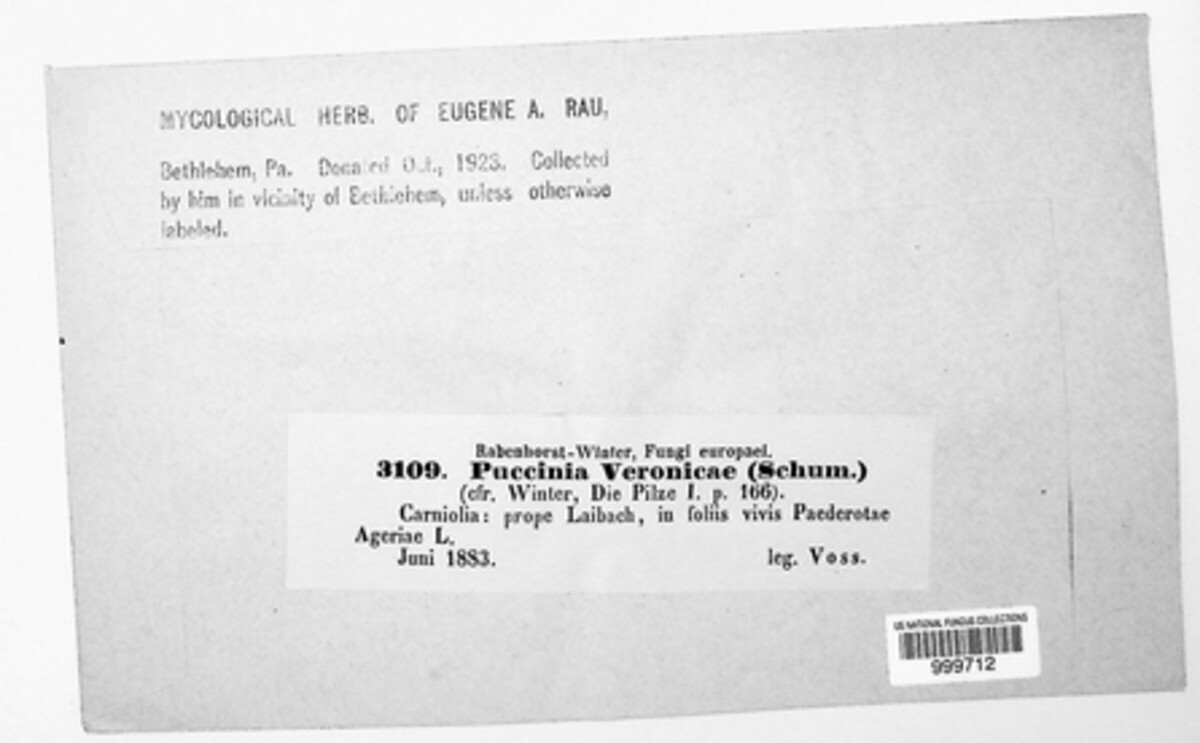 MYCOLOGICAL HERB. OF EUGENE A. RAU,
Bethlehem, Pa. Donated Oct., 1923. Collected
by him in vicinity of Bethlehem, unless otherwise
labeled.
Rabenhorst-Winter, Fungi europaei.
3109. Puccinia Veronicae (Schum.)
(cfr. Winter, Die Pilze I. p. 166).
Carniolia: prope Laibach, in foliis vivis Paederotae
Ageriae L.
Juni 1883. leg. Voss.
US NATIONAL FUNGUS COLLECTIONS
999712